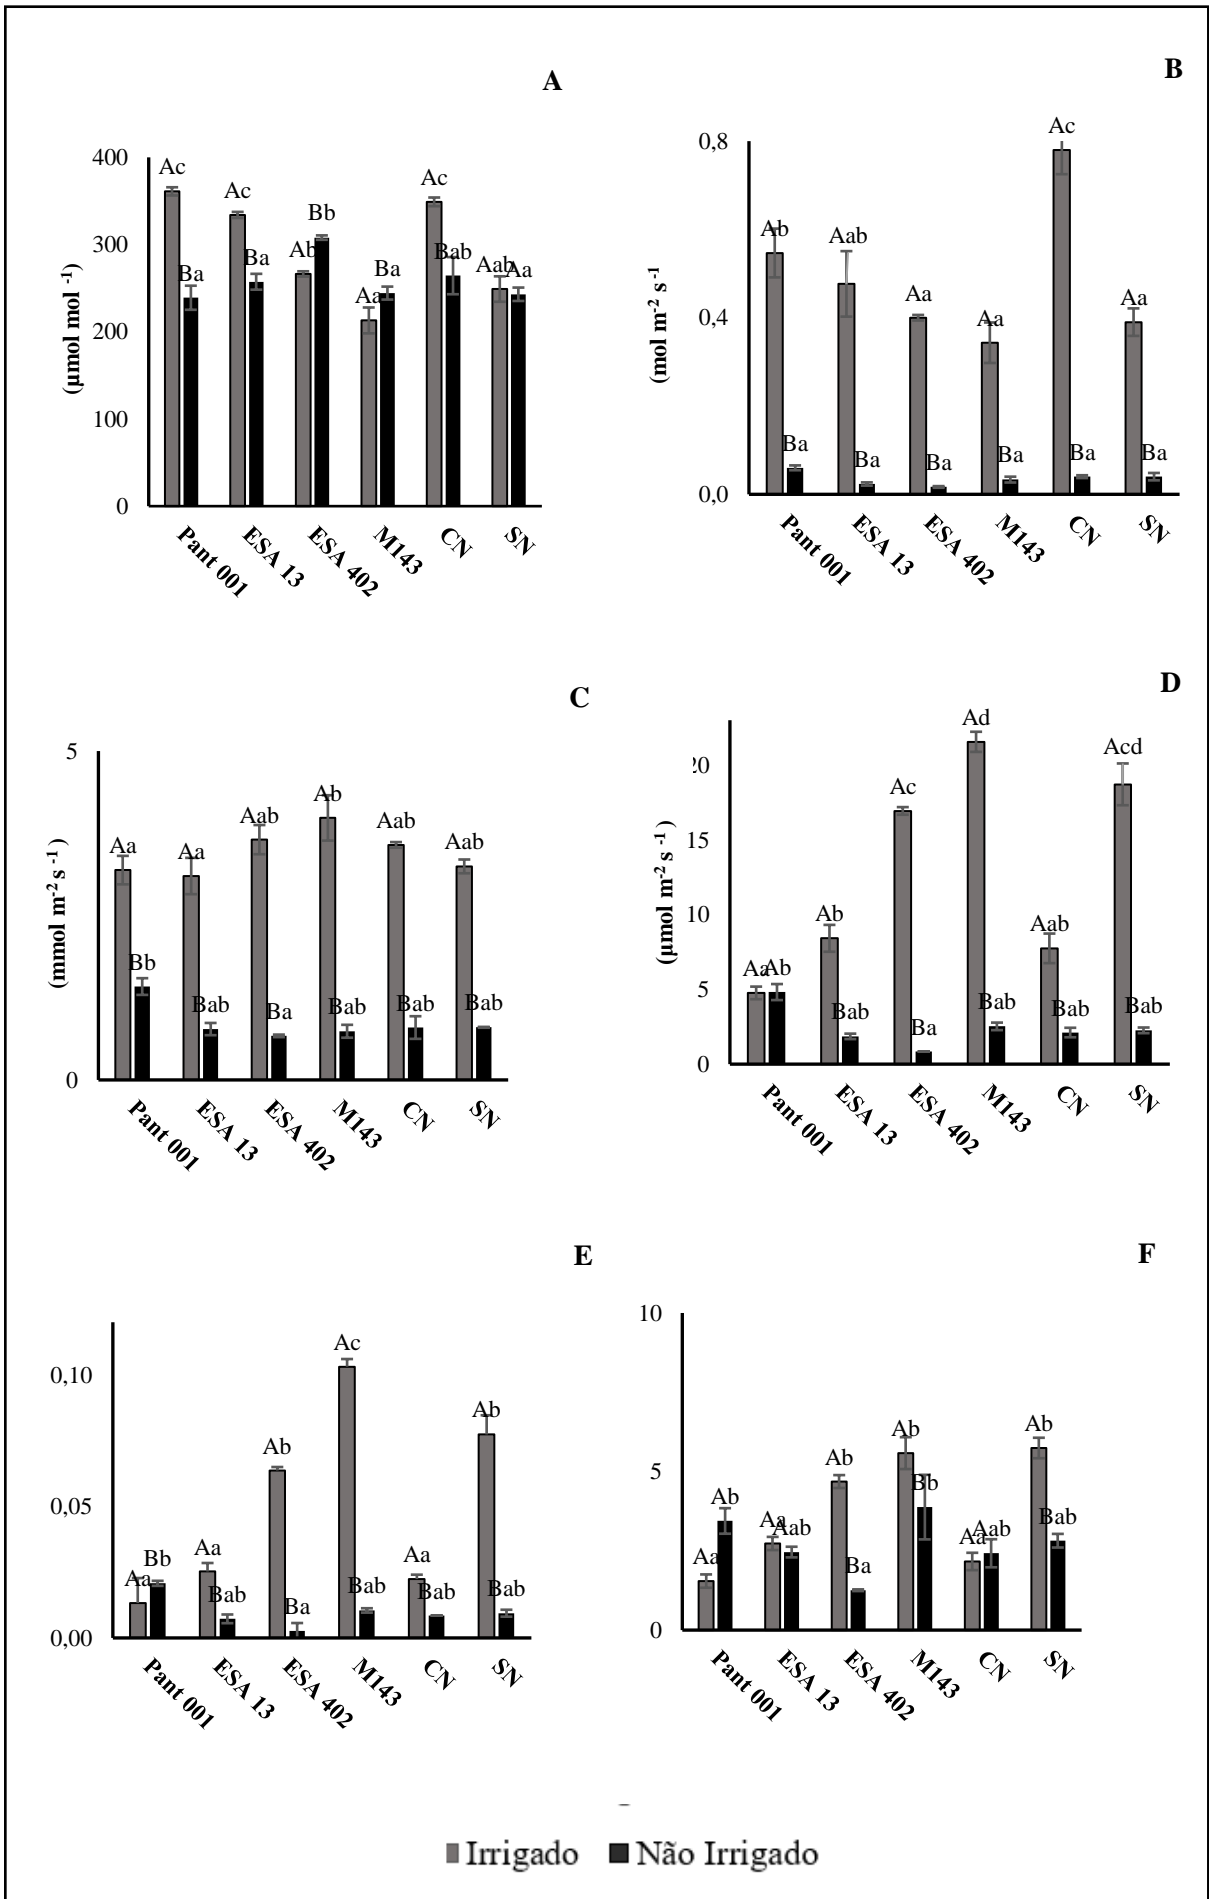 A
B
400
300
200
100
0
(µmol mol -1)
Ac
Ba
Ac
Ba
Ab
Bb
Aa
Ba
Ac
Bab
Aab
Aa
Pant 001
ESA 13
ESA 402
M143
CN
SN
0,8
0,4
0,0
(mol m-2 s-1
Ab
Ba
Aab
Ba
Aa
Ba
Aa
Ba
Ac
Ba
Aa
Ba
Pant 001
ESA 13
ESA 402
M143
CN
SN
C
D
5
0
(mmol m-2 s -1 )
Aa
Bb
Aa
Bab
Aab
Ba
Ab
Bab
Aab
Bab
Aab
Bab
Pant 001
ESA 13
ESA 402
M143
CN
SN
20
15
10
5
0
(µmol m-2 s -1 )
Aa
Ab
Ab
Bab
Ac
Ba
Ad
Bab
Aab
Bab
Acd
Bab
Pant 001
ESA 13
ESA 402
M143
CN
SN
E
F
0,10
0,05
0,00
Aa
Bb
Aa
Bab
Ab
Ba
Ac
Bab
Aa
Bab
Ab
Bab
Pant 001
ESA 13
ESA 402
M143
CN
SN
10
5
0
Aa
Ab
Aa
Aab
Ab
Ba
Ab
Bb
Aa
Aab
Ab
Bab
Pant 001
ESA 13
ESA 402
M143
CN
SN
Irrigado Não Irrigado